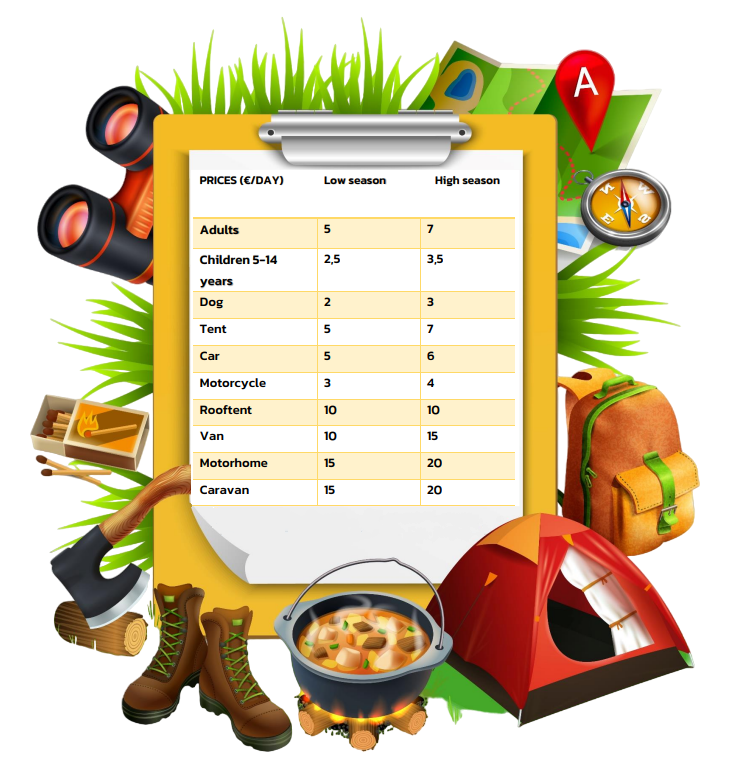 A
PRICES (€/DAY) Low season High season
Adults 5 7
Children 5-14 2,5 3,5
years
Dog 2 3
Tent 5 7
Car 5 6
Motorcycle 3 4
Rooftent 10 10
Van 10 15
Motorhome 15 20
Caravan 15 20
N
W
E
S